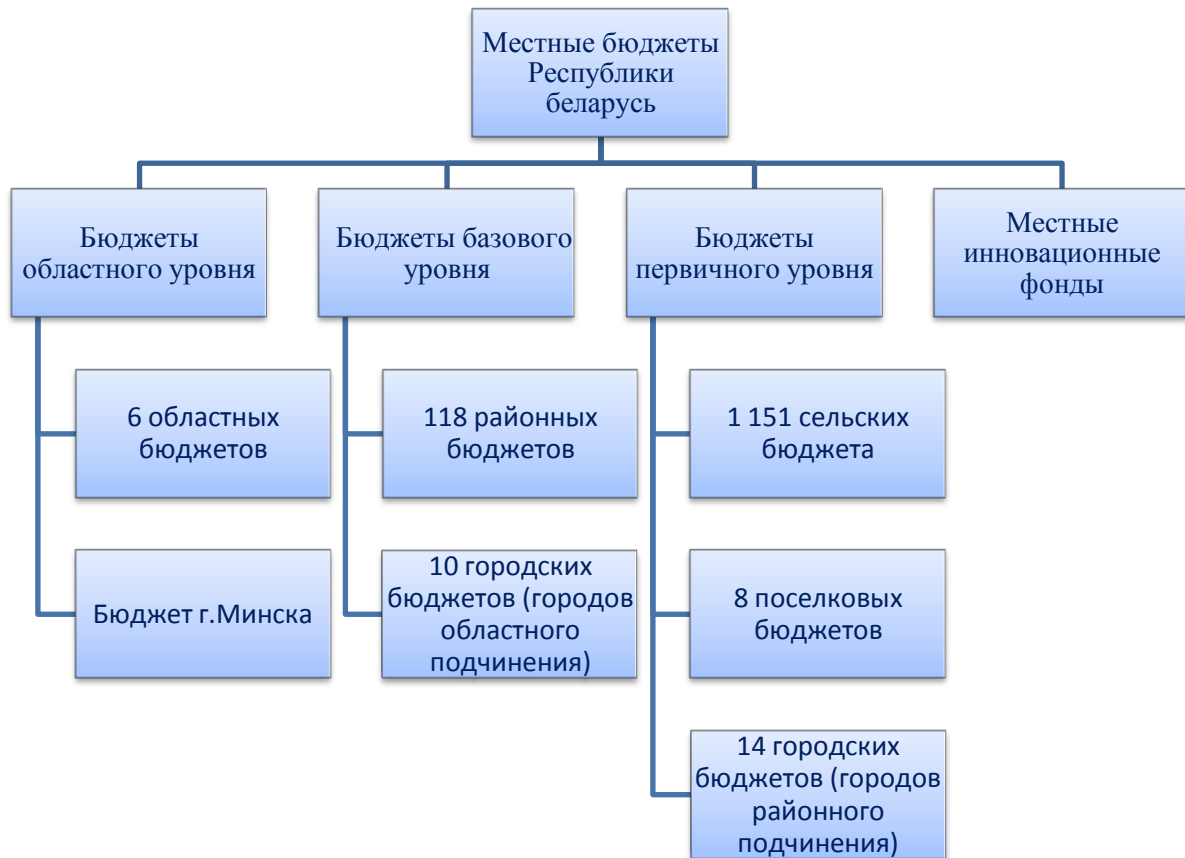 Местные бюджеты
Республики
беларусь
Бюджеты
областного уровня
Бюджеты базового
уровня
Бюджеты
первичного уровня
Местные
инновационные
фонды
6 областных
бюджетов
118 районных
бюджетов
1 151 сельских
бюджета
Бюджет г.Минска
10 городских
бюджетов (городов
областного
подчинения)
8 поселковых
бюджетов
14 городских
бюджетов (городов
районного
подчинения)